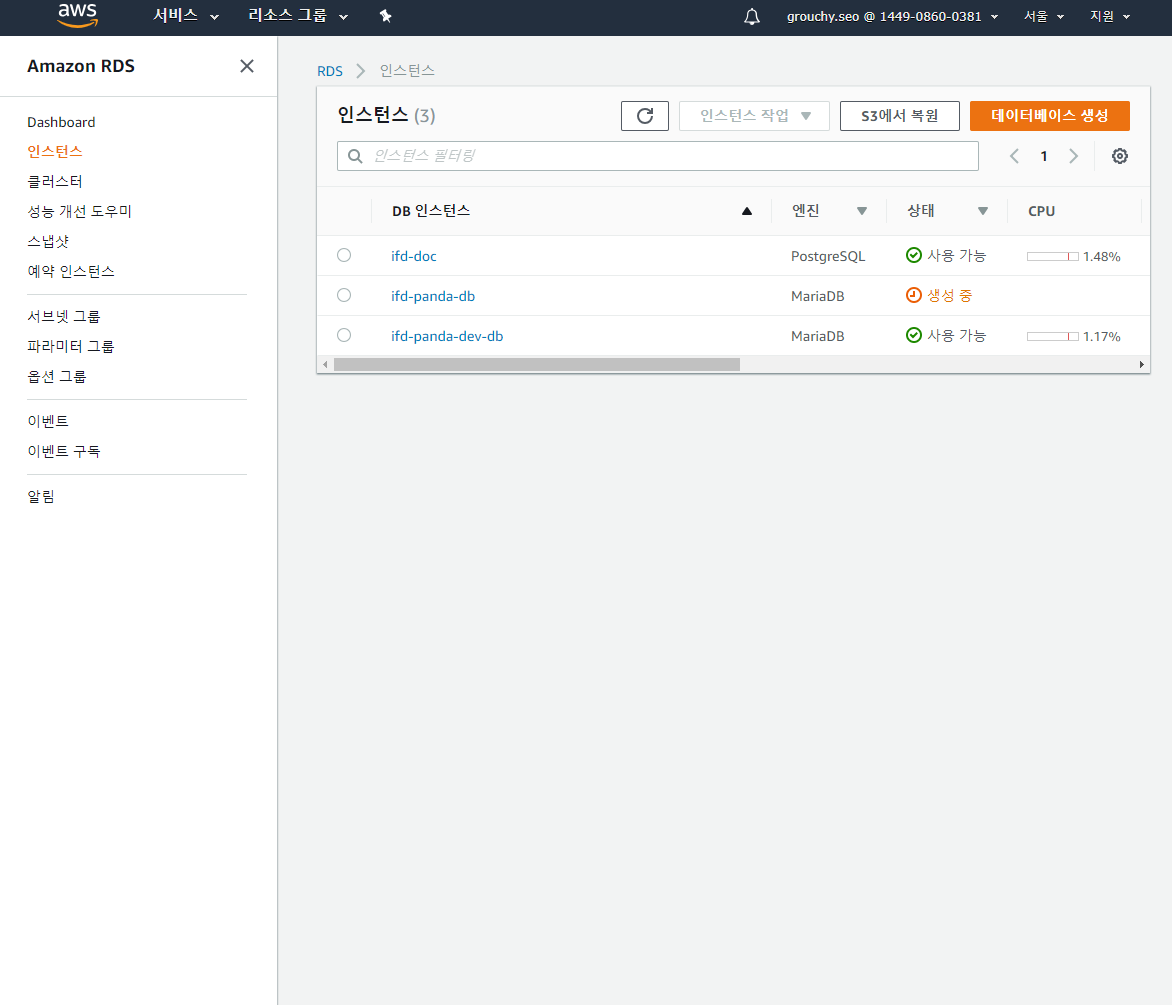 aws 서비스 리소스 그룹 grouchy.seo @ 1449-0860-0381 서울 지원
Amazon RDS
Dashboard
인스턴스
클러스터
성능 개선 도우미
스냅샷
예약 인스턴스
서브넷 그룹
파라미터 그룹
옵션 그룹
이벤트
이벤트 구독
알림
RDS 인스턴스
인스턴스 (3) 인스턴스 작업 S3에서 복원 데이터베이스 생성
인스턴스 필터링 1
DB 인스턴스 엔진 상태 CPU
ifd-doc PostgreSQL 사용 가능 1.48%
ifd-panda-db MariaDB 생성 중
ifd-panda-dev-db MariaDB 사용 가능 1.17%